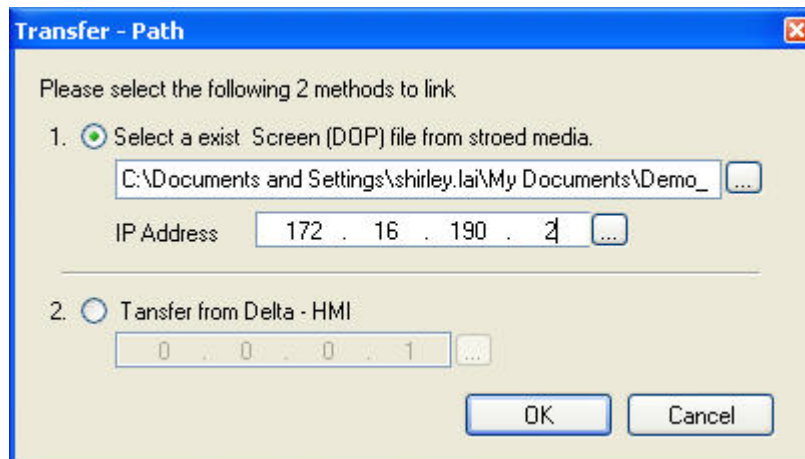 Transfer - Path
Please select the following 2 methods to link
1. Select a exist Screen (DOP) file from stroed media.
C:\Documents and Settings\shirley.lai\My Documents\Demo_ ...
IP Address 172 . 16 . 190 . 2 ...
2. Tansfer from Delta - HMI
0 . 0 . 0 . 1 ...
OK Cancel